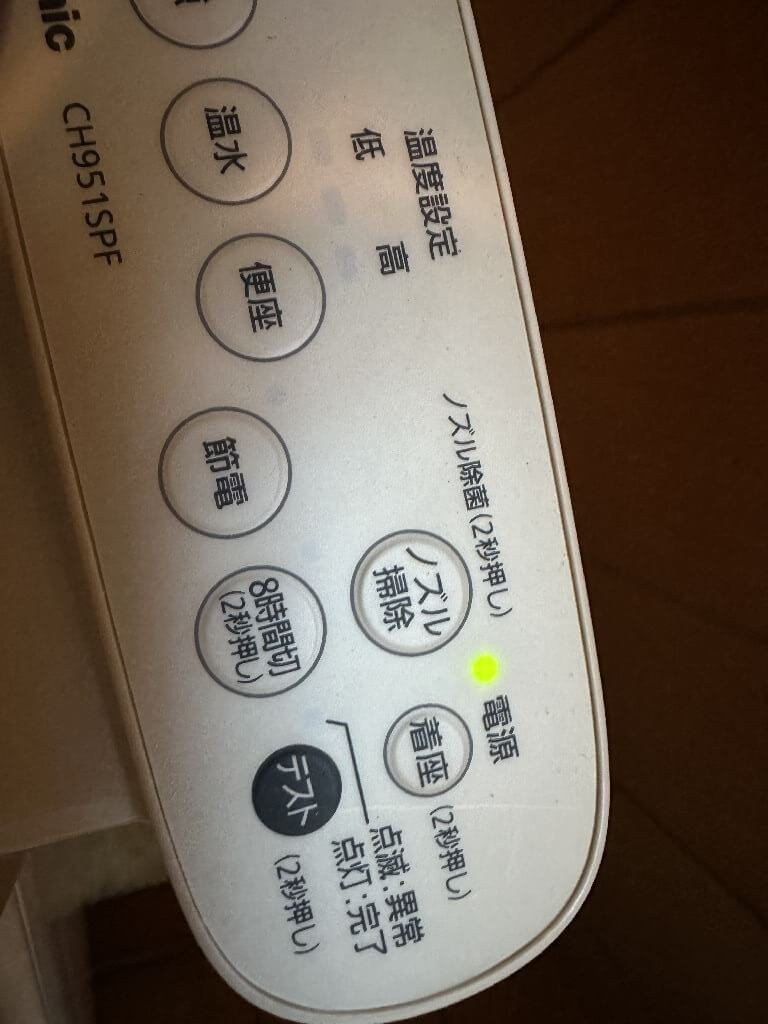 nic
CH951SPF
温水
便座
節電
8時間切
(2秒押し)
テスト
(2秒押し)
温度設定
低 高
ノズル除菌(2秒押し)
ノズル
掃除
電源
着座
(2秒押し)
点滅:異常
点灯:完了